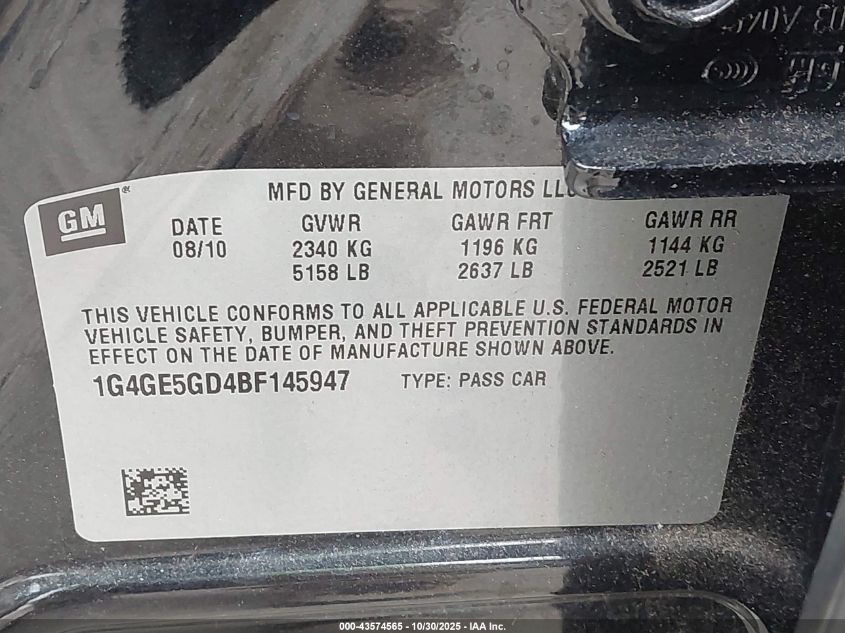 MFD BY GENERAL MOTORS LLC
GM®
DATE GVWR GAWR FRT GAWR RR
08/10 2340 KG 1196 KG 1144 KG
5158 LB 2637 LB 2521 LB
THIS VEHICLE CONFORMS TO ALL APPLICABLE U.S. FEDERAL MOTOR
VEHICLE SAFETY, BUMPER, AND THEFT PREVENTION STANDARDS IN
EFFECT ON THE DATE OF MANUFACTURE SHOWN ABOVE.
1G4GE5GD4BF145947 TYPE: PASS CAR
000-43574565 - 10/30/2025 - IAA Inc.